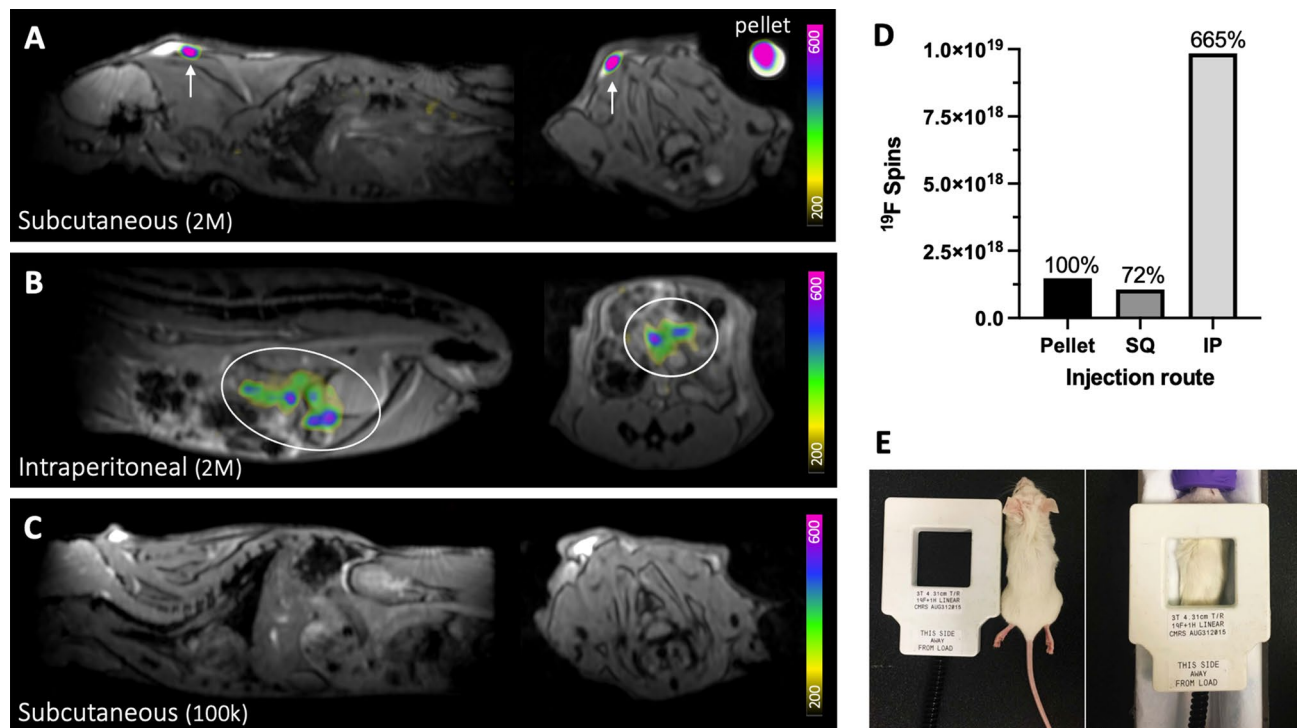 A
pellet
600
200
Subcutaneous (2M)
B
600
200
Intraperitoneal (2M)
C
600
200
Subcutaneous (100k)
D
665%
1.0×10¹⁹
7.5×10¹⁸
5.0×10¹⁸
2.5×10¹⁸
0.0
¹⁹F Spins
100%
72%
Pellet SQ IP
Injection route
E
3T 4.31cm T/R
19F+1H LINEAR
CMRS AUG312015
THIS SIDE
AWAY
FROM LOAD
3T 4.31cm T/R
19F+1H LINEAR
CMRS AUG312015
THIS SIDE
AWAY
FROM LOAD